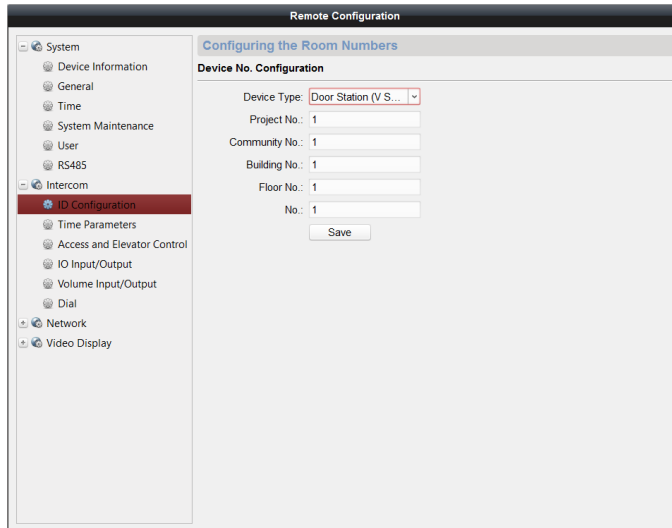 Remote Configuration
System
Device Information
General
Time
System Maintenance
User
RS485
Intercom
ID Configuration
Time Parameters
Access and Elevator Control
IO Input/Output
Volume Input/Output
Dial
Network
Video Display
Configuring the Room Numbers
Device No. Configuration
Device Type: Door Station (V S...
Project No.: 1
Community No.: 1
Building No.: 1
Floor No.: 1
No.: 1
Save